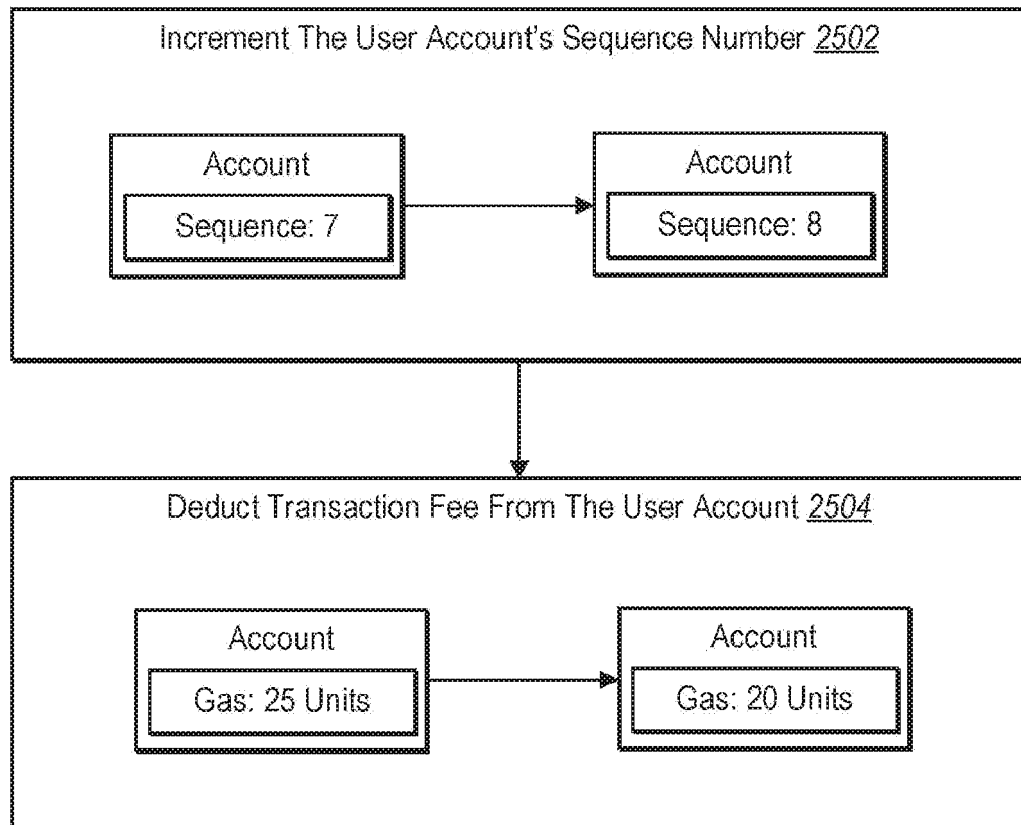 Increment The User Account's Sequence Number 2502
Account
Sequence: 7
Account
Sequence: 8
Deduct Transaction Fee From The User Account 2504
Account
Gas: 25 Units
Account
Gas: 20 Units